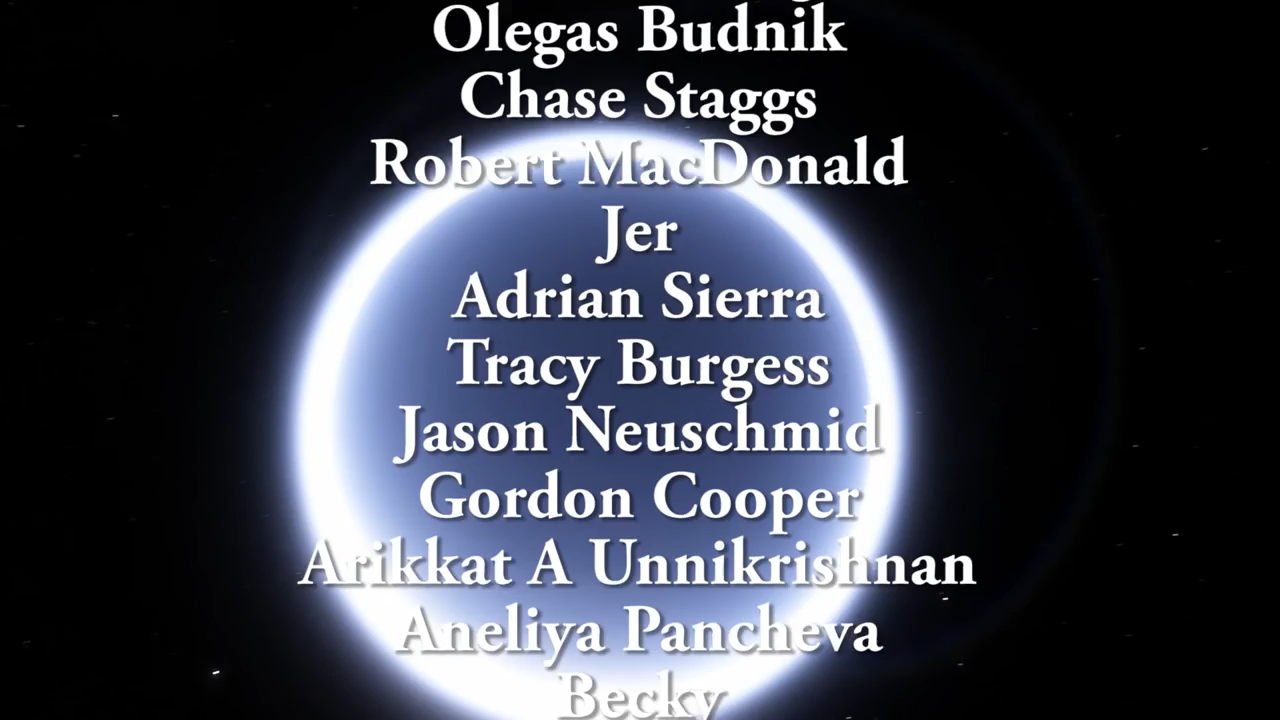 Olegas Budnik
Chase Staggs
Robert MacDonald
Jer
Adrian Sierra
Tracy Burgess
Jason Neuschmid
Gordon Cooper
Arikkat A Unnikrishnan
Aneliya Pancheva
Becky